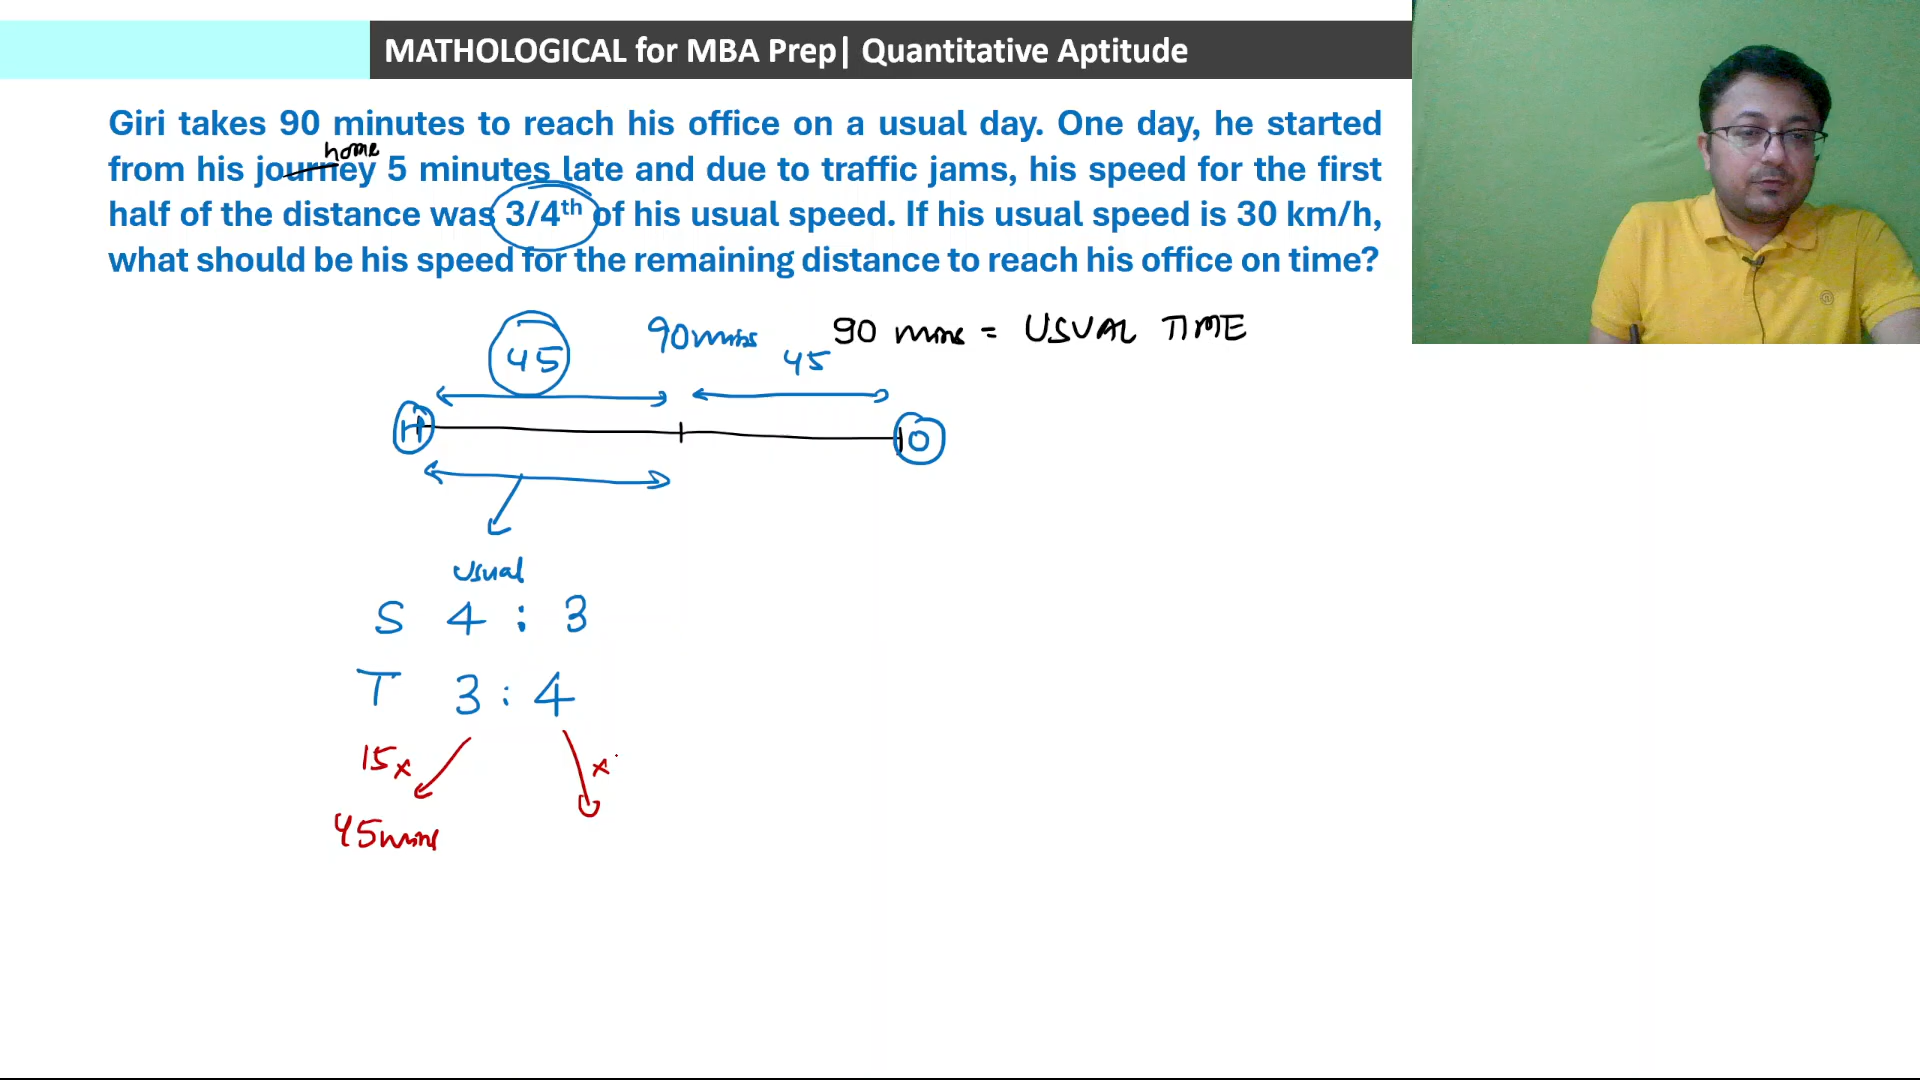 MATHOLOGICAL for MBA Prep| Quantitative Aptitude
Giri takes 90 minutes to reach his office on a usual day. One day, he started
home
from his journey 5 minutes late and due to traffic jams, his speed for the first
half of the distance was 3/4th of his usual speed. If his usual speed is 30 km/h,
what should be his speed for the remaining distance to reach his office on time?
90 mins = USUAL TIME
90mins
45 45
H O
usual
S 4 : 3
T 3 : 4
15x x
45mins